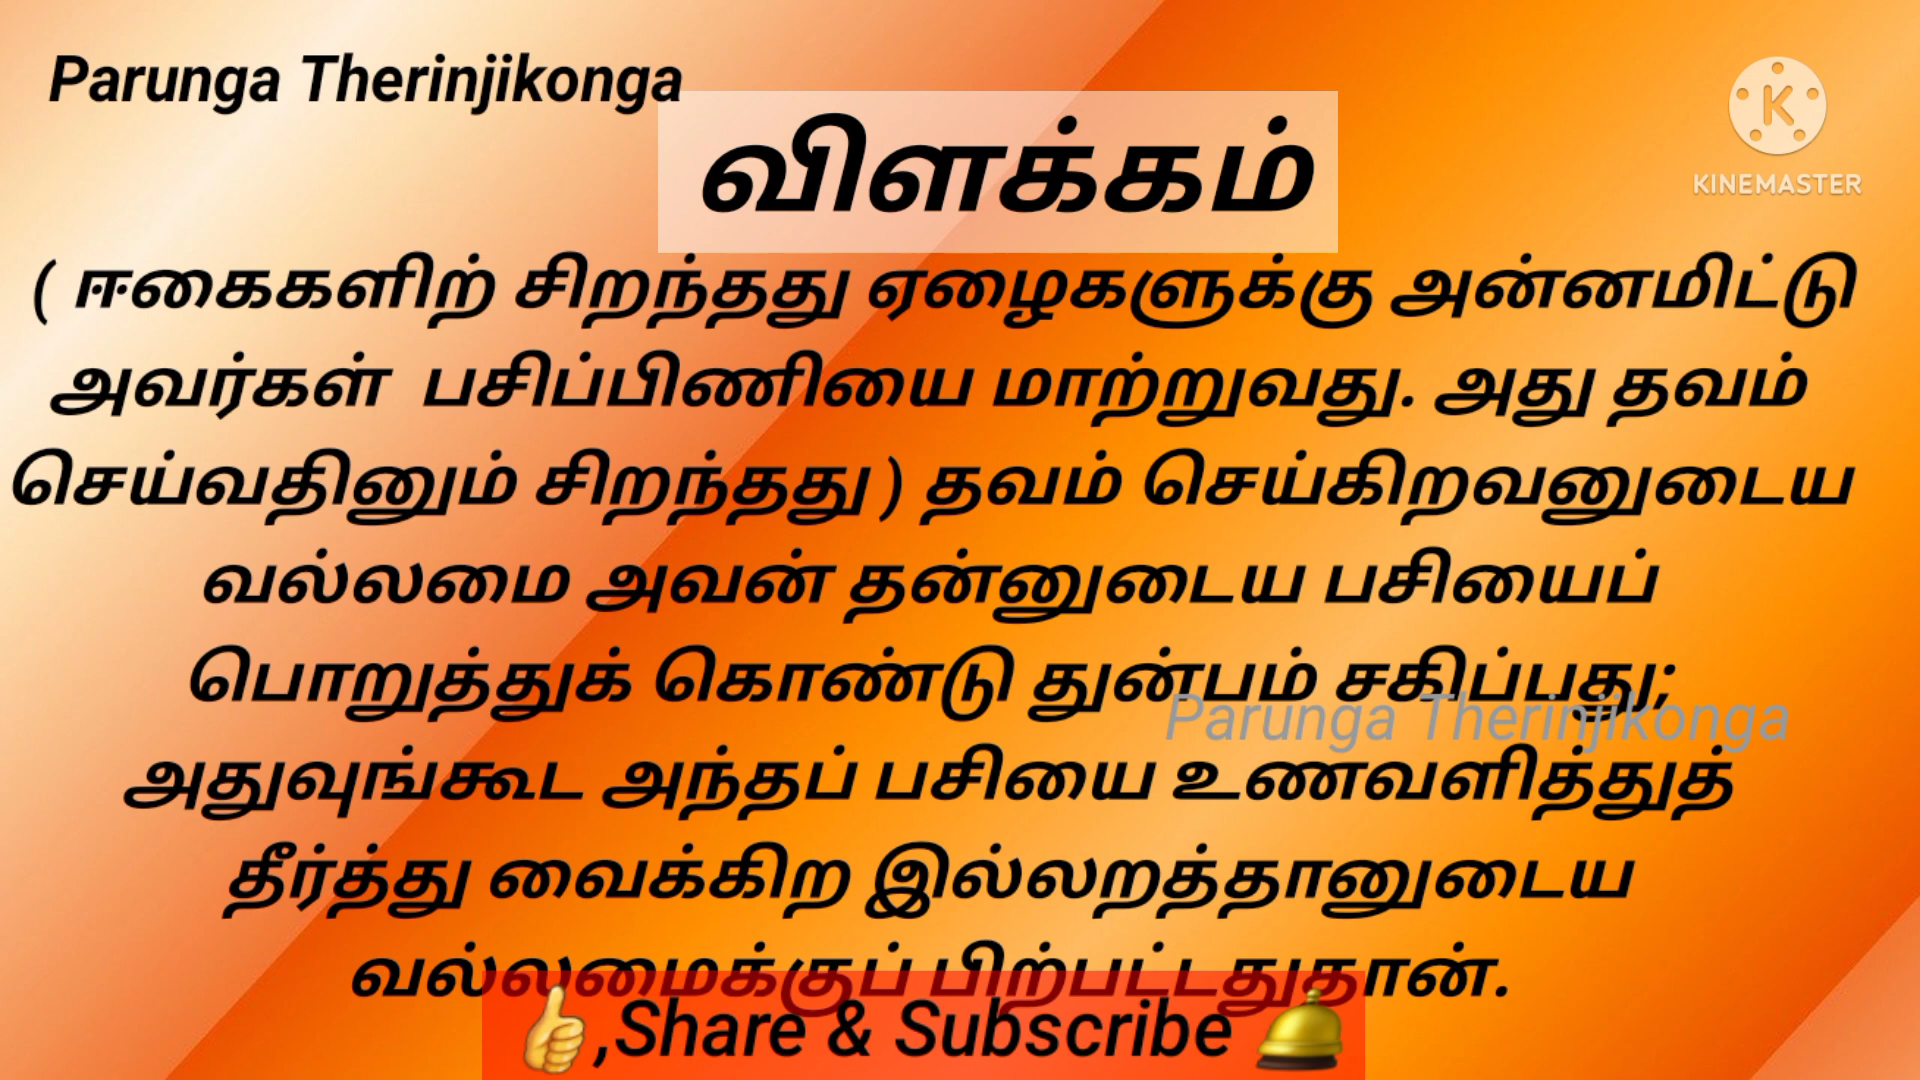 Parunga Therinjikonga
KINEMASTER
விளக்கம்
( ஈகைகளிற் சிறந்தது ஏழைகளுக்கு அன்னமிட்டு
அவர்கள் பசிப்பிணியை மாற்றுவது. அது தவம்
செய்வதினும் சிறந்தது ) தவம் செய்கிறவனுடைய
வல்லமை அவன் தன்னுடைய பசியைப்
பொறுத்துக் கொண்டு துன்பம் சகிப்பது;
Parunga Therinjikonga
அதுவுங்கூட அந்தப் பசியை உணவளித்துத்
தீர்த்து வைக்கிற இல்லறத்தானுடைய
வல்லமைக்குப் பிற்பட்டதுதான்.
👍,Share & Subscribe 🛎